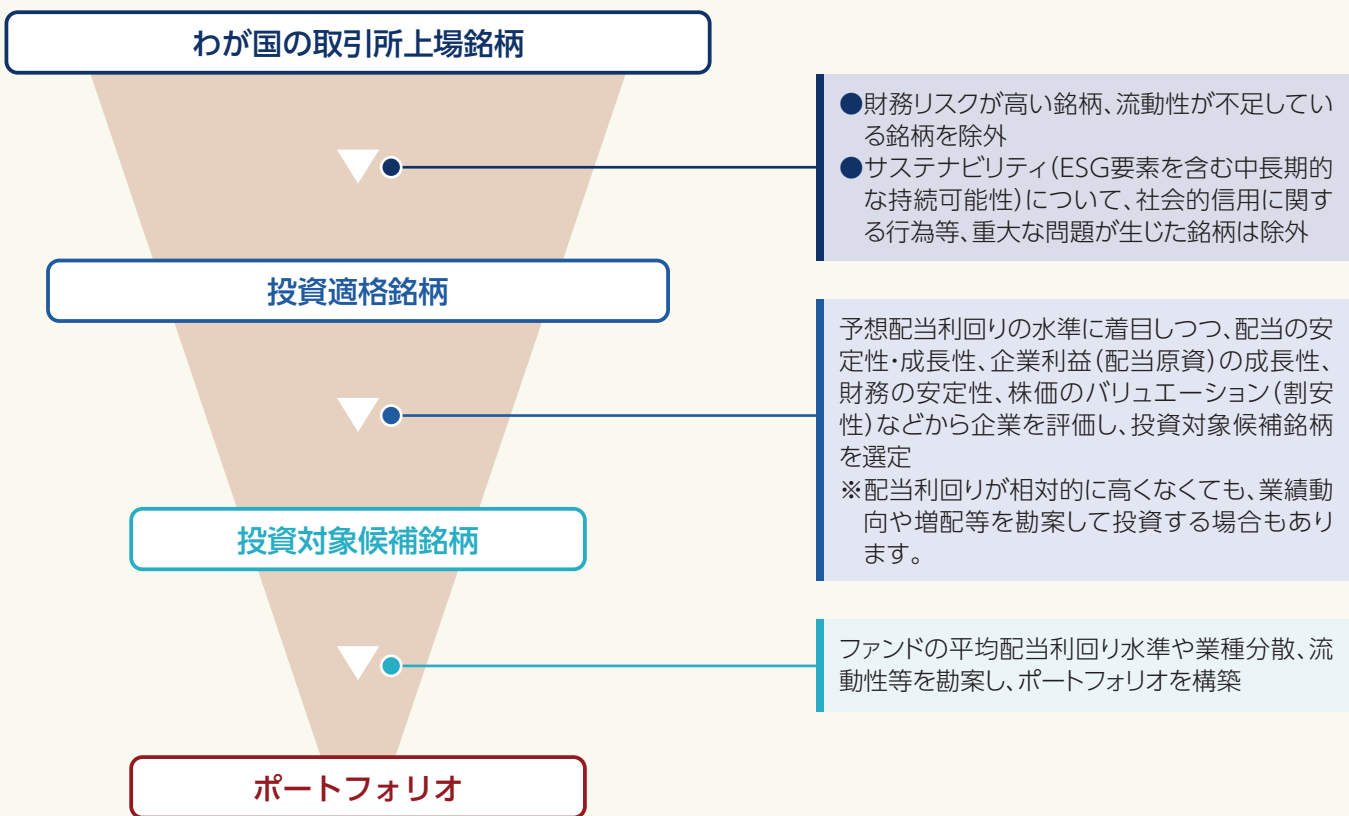 わが国の取引所上場銘柄
●財務リスクが高い銘柄、流動性が不足してい
る銘柄を除外
●サステナビリティ(ESG要素を含む中長期的
な持続可能性)について、社会的信用に関す
る行為等、重大な問題が生じた銘柄は除外
投資適格銘柄
予想配当利回りの水準に着目しつつ、配当の安
定性・成長性、企業利益(配当原資)の成長性、
財務の安定性、株価のバリュエーション(割安
性)などから企業を評価し、投資対象候補銘柄
を選定
※配当利回りが相対的に高くなくても、業績動
向や増配等を勘案して投資する場合もあり
ます。
投資対象候補銘柄
ファンドの平均配当利回り水準や業種分散、流
動性等を勘案し、ポートフォリオを構築
ポートフォリオ